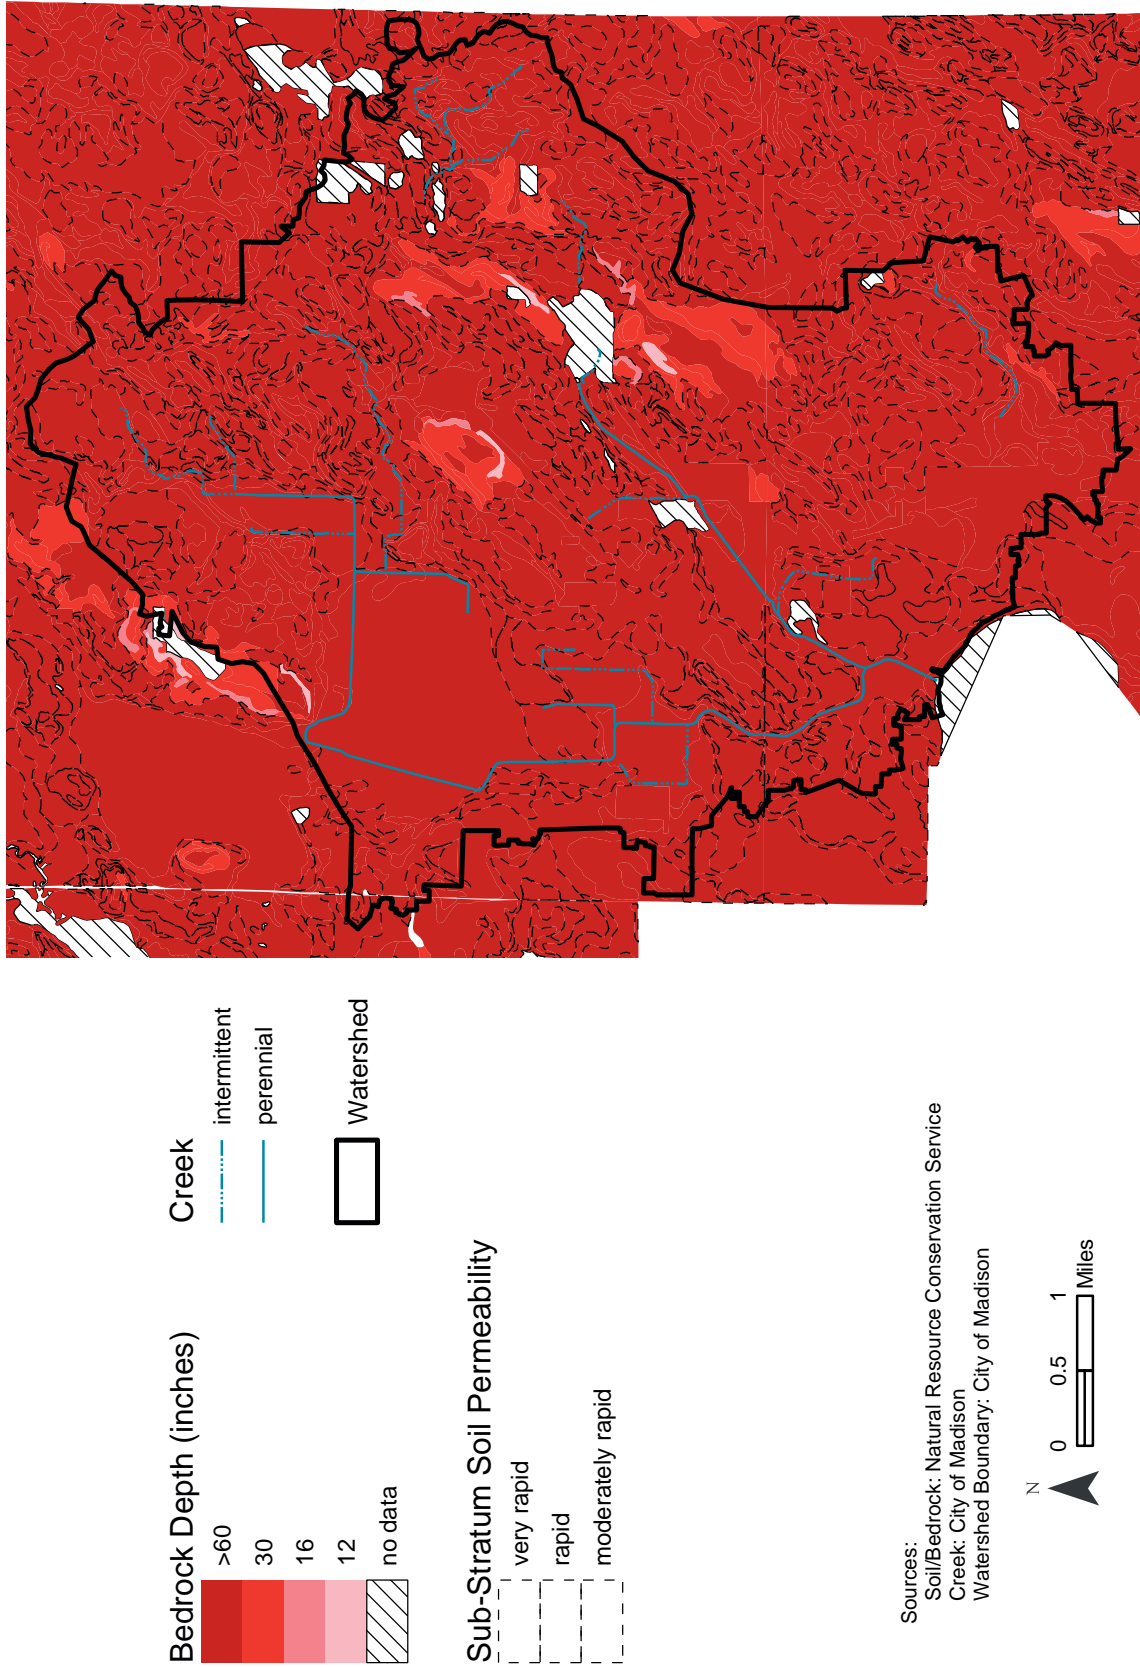 Bedrock Depth (inches)
>60
30
16
12
no data
Sub-Stratum Soil Permeability
very rapid
rapid
moderately rapid
Creek
intermittent
perennial
Watershed
Sources:
Soil/Bedrock: Natural Resource Conservation Service
Creek: City of Madison
Watershed Boundary: City of Madison
N
0 0.5 1
Miles